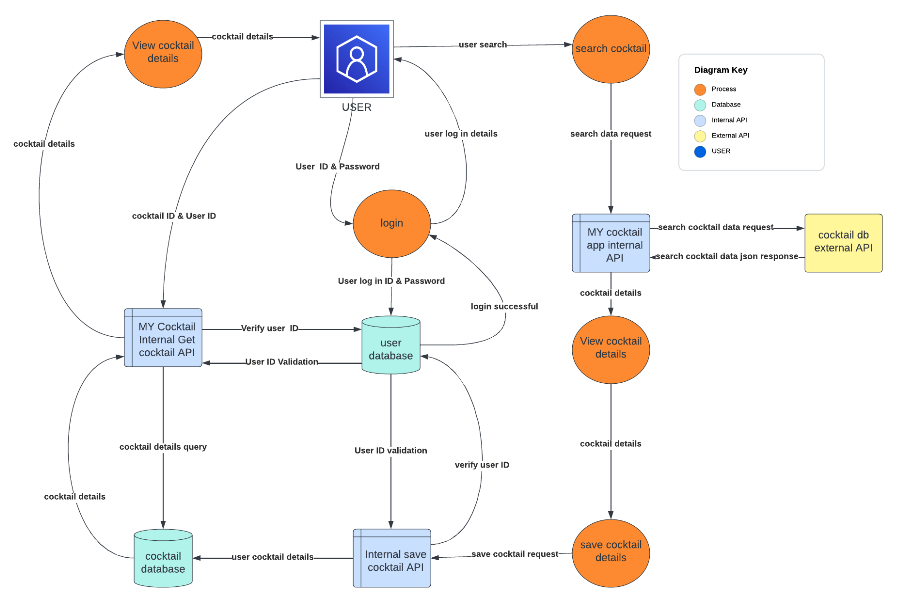 View cocktail
details
cocktail details
USER
user search
search cocktail
Diagram Key
Process
Database
Internal API
External API
USER
cocktail details
user log in details
search data request
User  ID & Password
cocktail ID & User ID
login
MY cocktail
app internal
API
search cocktail data request
search cocktail data json response
cocktail db
external API
User log in ID & Password
login successful
cocktail details
MY Cocktail
Internal Get
cocktail API
Verify user  ID
User ID Validation
user
database
View cocktail
details
cocktail details query
User ID validation
verify user ID
cocktail details
cocktail details
cocktail
database
user cocktail details
Internal save
cocktail API
save cocktail request
save cocktail
details